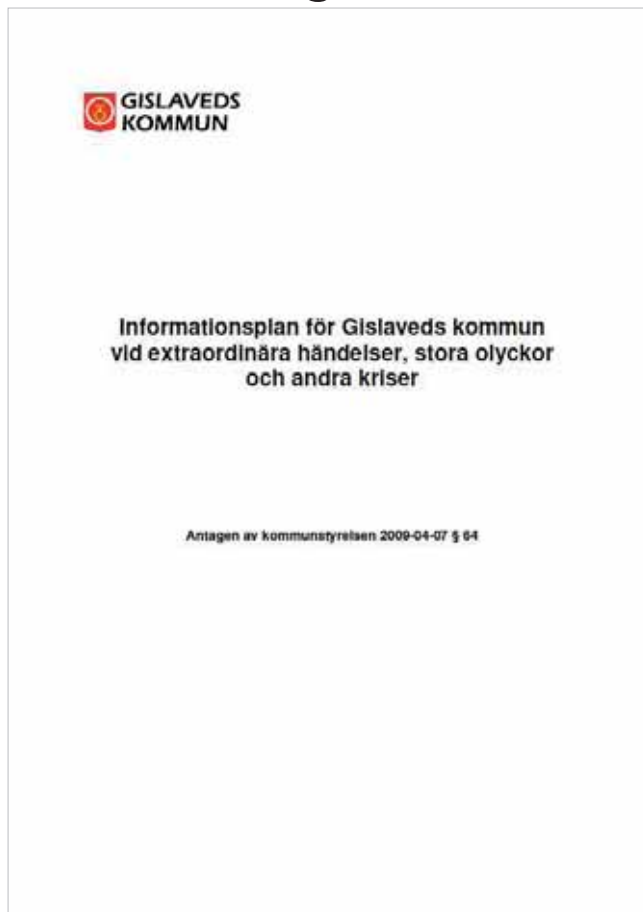 GISLAVEDS
KOMMUN
Informationsplan för Gislaveds kommun
vid extraordinära händelser, stora olyckor
och andra kriser
Antagen av kommunstyrelsen 2009-04-07 § 64